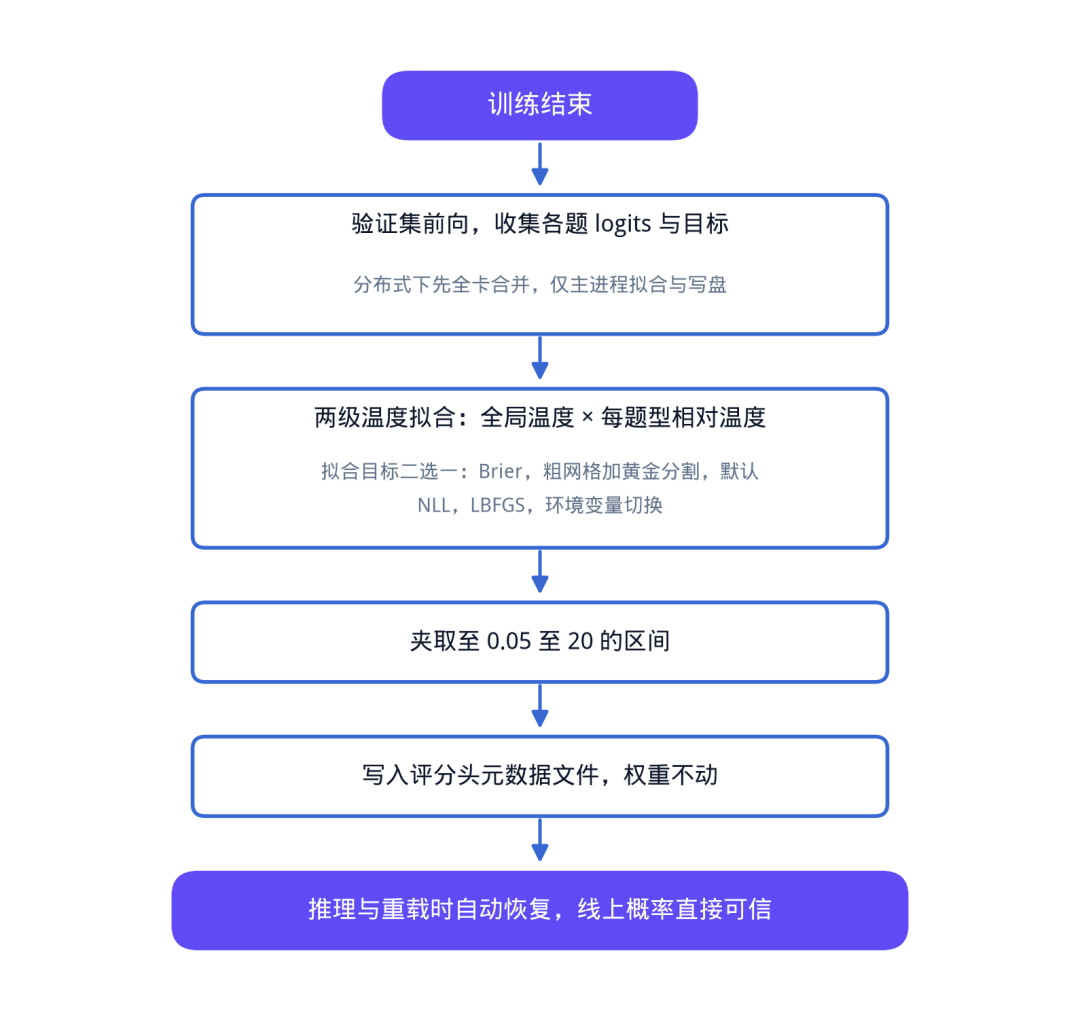 训练结束
验证集前向，收集各题 logits 与目标
分布式下先全卡合并，仅主进程拟合与写盘
两级温度拟合：全局温度 × 每题型相对温度
拟合目标二选一：Brier，粗网格加黄金分割，默认
NLL，LBFGS，环境变量切换
夹取至 0.05 至 20 的区间
写入评分头元数据文件，权重不动
推理与重载时自动恢复，线上概率直接可信